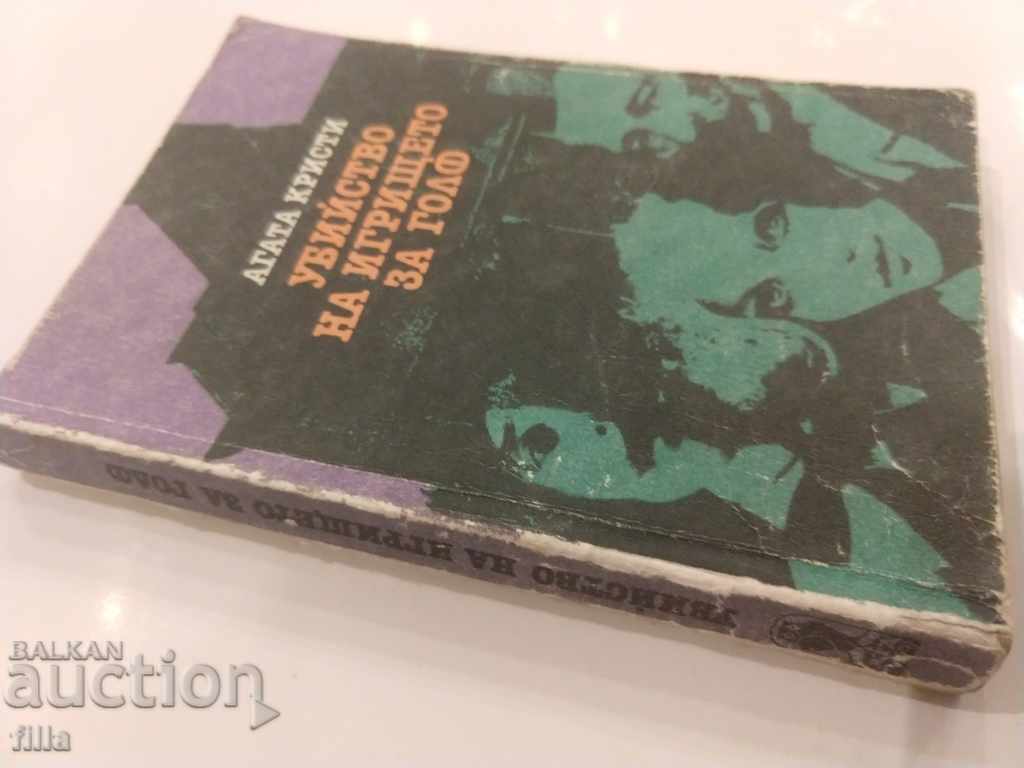 АГАТА КРИСТИ
УБИЙСТВО
НА ИГРИЩЕТО
ЗА ГОЛФ
УБИЙСТВО НА ИГРИЩЕТО ЗА ГОЛФ
BALKAN
auction
filla